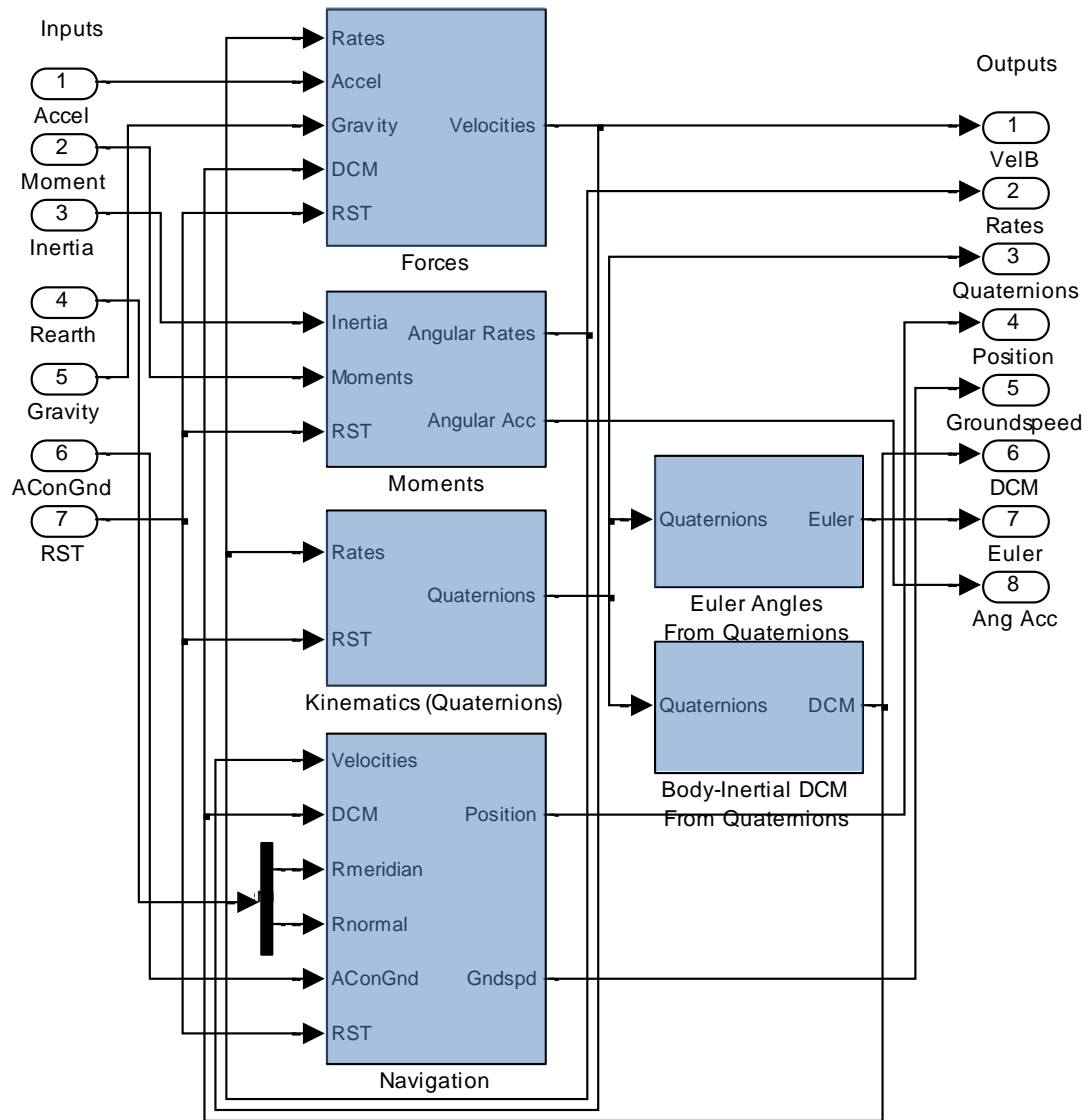 Inputs
1
Accel
2
Moment
3
Inertia
4
Rearth
5
Gravity
6
AConGnd
7
RST
Rates
Accel
Gravity
DCM
RST
Velocities
Forces
Inertia
Moments
RST
Angular Rates
Angular Acc
Moments
Rates
RST
Quaternions
Kinematics (Quaternions)
Velocities
DCM
Rmeridian
Rnormal
AConGnd
RST
Position
Gndspd
Navigation
Quaternions
Euler
Euler Angles
From Quaternions
Quaternions
DCM
Body-Inertial DCM
From Quaternions
Outputs
1
VelB
2
Rates
3
Quaternions
4
Position
5
Groundspeed
6
DCM
7
Euler
8
Ang Acc